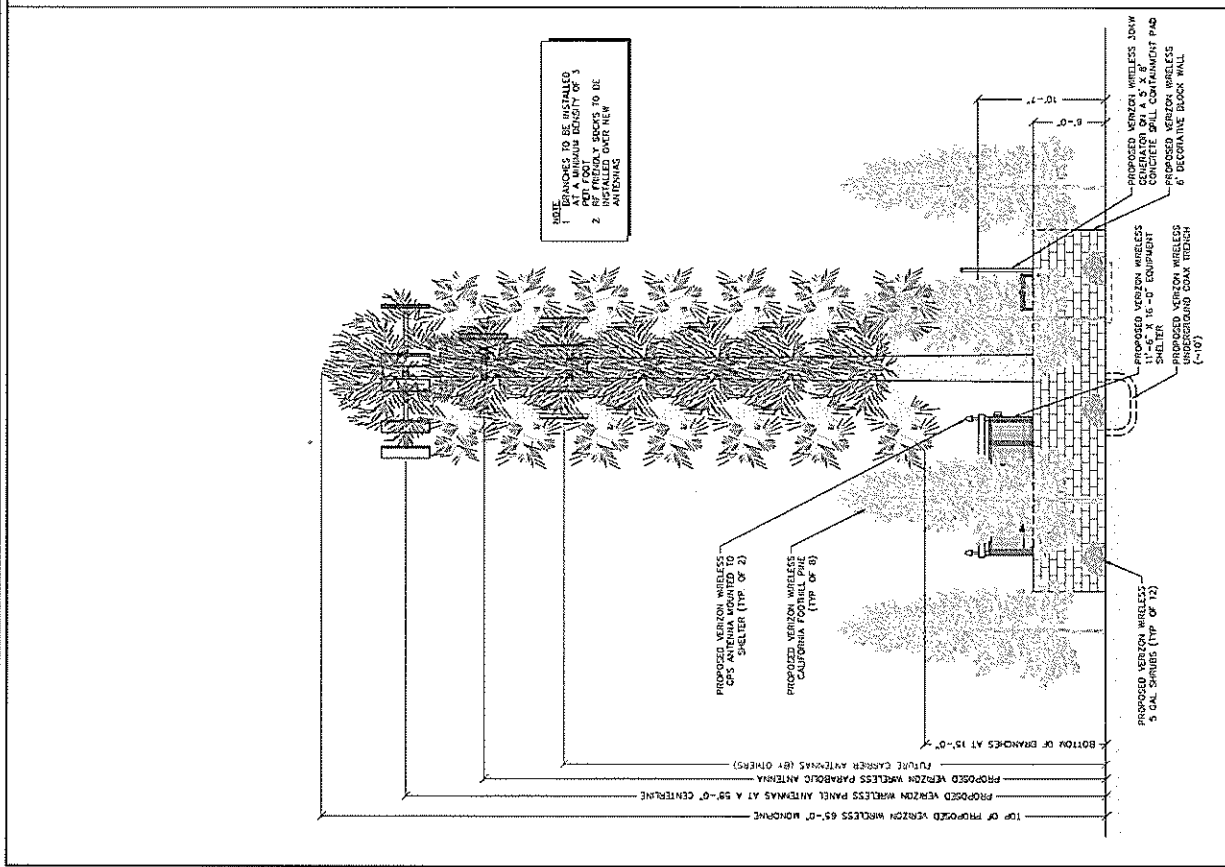 NOTE
1 BRANCHES TO BE INSTALLED
AT A MINIMUM DENSITY OF 3
PER FOOT
2. RF FRIENDLY SOCKS TO BE
INSTALLED OVER NEW
ANTENNAS
TOP OF PROPOSED VERIZON WIRELESS 65'-0" MONOPINE
PROPOSED VERIZON WIRELESS PANEL ANTENNAS AT A 58'-0" CENTERLINE
PROPOSED VERIZON WIRELESS PARABOLIC ANTENNA
FUTURE CARRIER ANTENNAS (BY OTHERS)
BOTTOM OF BRANCHES AT 15'-0"
PROPOSED VERIZON WIRELESS
GPS ANTENNA MOUNTED TO
SHELTER (TYP. OF 2)
PROPOSED VERIZON WIRELESS
CALIFORNIA FOOTHILL PINE
(TYP OF 8)
PROPOSED VERIZON WIRELESS
5 GAL SHRUBS (TYP OF 12)
10'-7"
6'-0"
PROPOSED VERIZON WIRELESS 30KW
GENERATOR ON A 5' X 8'
CONCRETE SPILL CONTAINMENT PAD
PROPOSED VERIZON WIRELESS
6' DECORATIVE BLOCK WALL
PROPOSED VERIZON WIRELESS
11'-6" X 16'-0" EQUIPMENT
SHELTER
PROPOSED VERIZON WIRELESS
UNDERGROUND COAX TRENCH
(~10')